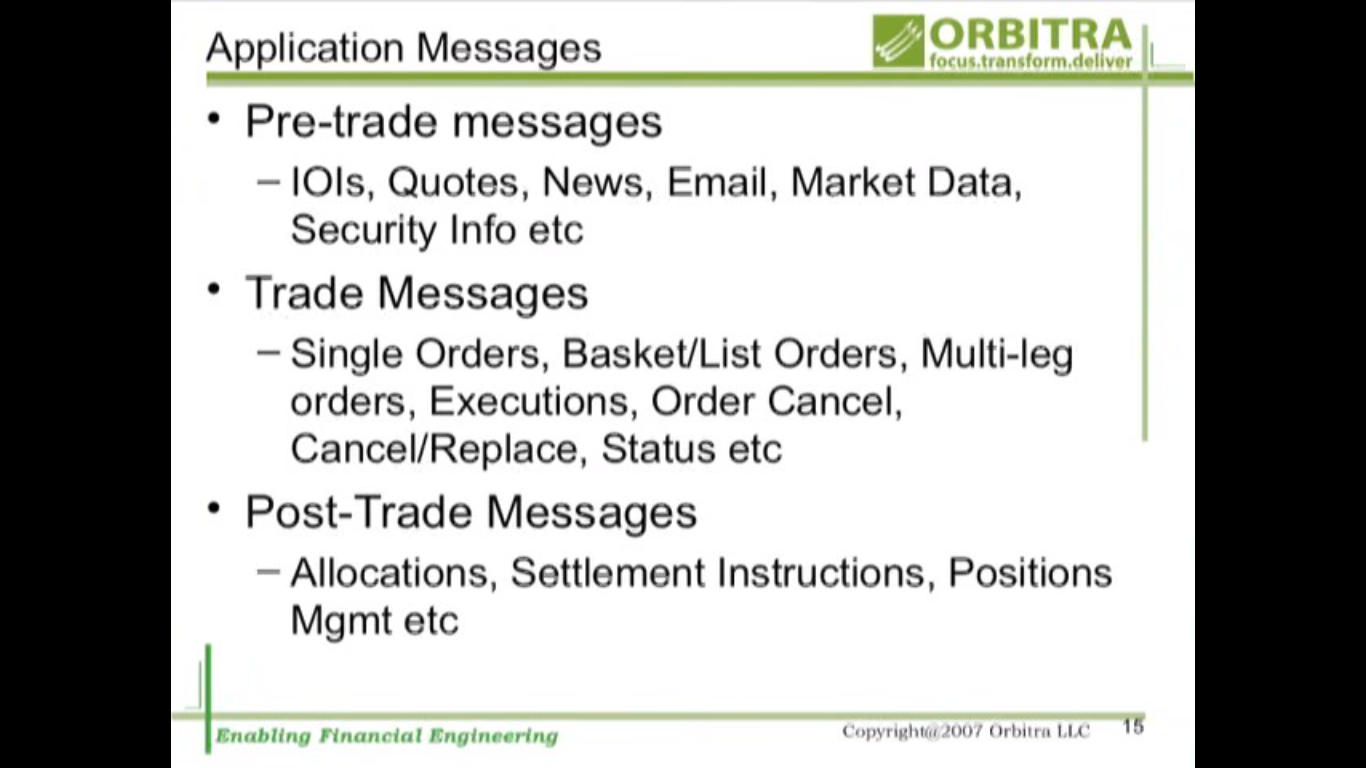 Application Messages
ORBITRA
focus.transform.deliver
• Pre-trade messages
– IOIs, Quotes, News, Email, Market Data,
Security Info etc
• Trade Messages
– Single Orders, Basket/List Orders, Multi-leg
orders, Executions, Order Cancel,
Cancel/Replace, Status etc
• Post-Trade Messages
– Allocations, Settlement Instructions, Positions
Mgmt etc
Enabling Financial Engineering
Copyright@2007 Orbitra LLC
15